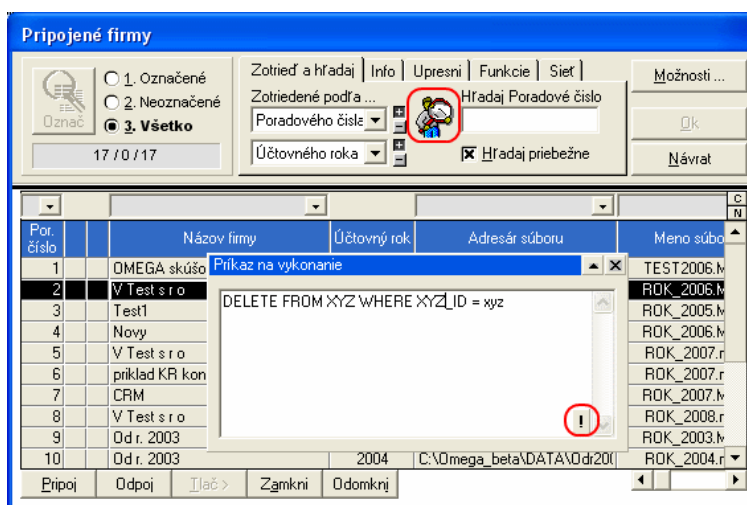 Pripojené firmy
Zotrieď a hľadaj Info Upresni Funkcie Sieť
1. Označené
2. Neoznačené
3. Všetko
Označ
17 / 0 / 17
Zotriedené podľa ...
Poradového čísla
Účtovného roka
Hľadaj Poradové čislo
Hľadaj priebežne
Možnosti ...
Ok
Návrat
C
N
Por. číslo Názov firmy Účtovný rok Adresár súboru Meno súbo
1 OMEGA skúšo TEST2006.M
2 V Test s r o ROK_2006.M
3 Test1 ROK_2005.M
4 Novy ROK_2006.M
5 V Test s r o ROK_2007.r
6 priklad KR kon ROK_2007.r
7 CRM ROK_2007.M
8 V Test s r o ROK_2008.r
9 Od r. 2003 ROK_2003.M
10 Od r. 2003 2004 C:\Omega_beta\DATA\Odr200 ROK_2004.r
Príkaz na vykonanie
DELETE FROM XYZ WHERE XYZ_ID = xyz
!
Pripoj Odpoj Tlač > Zamkni Odomkni